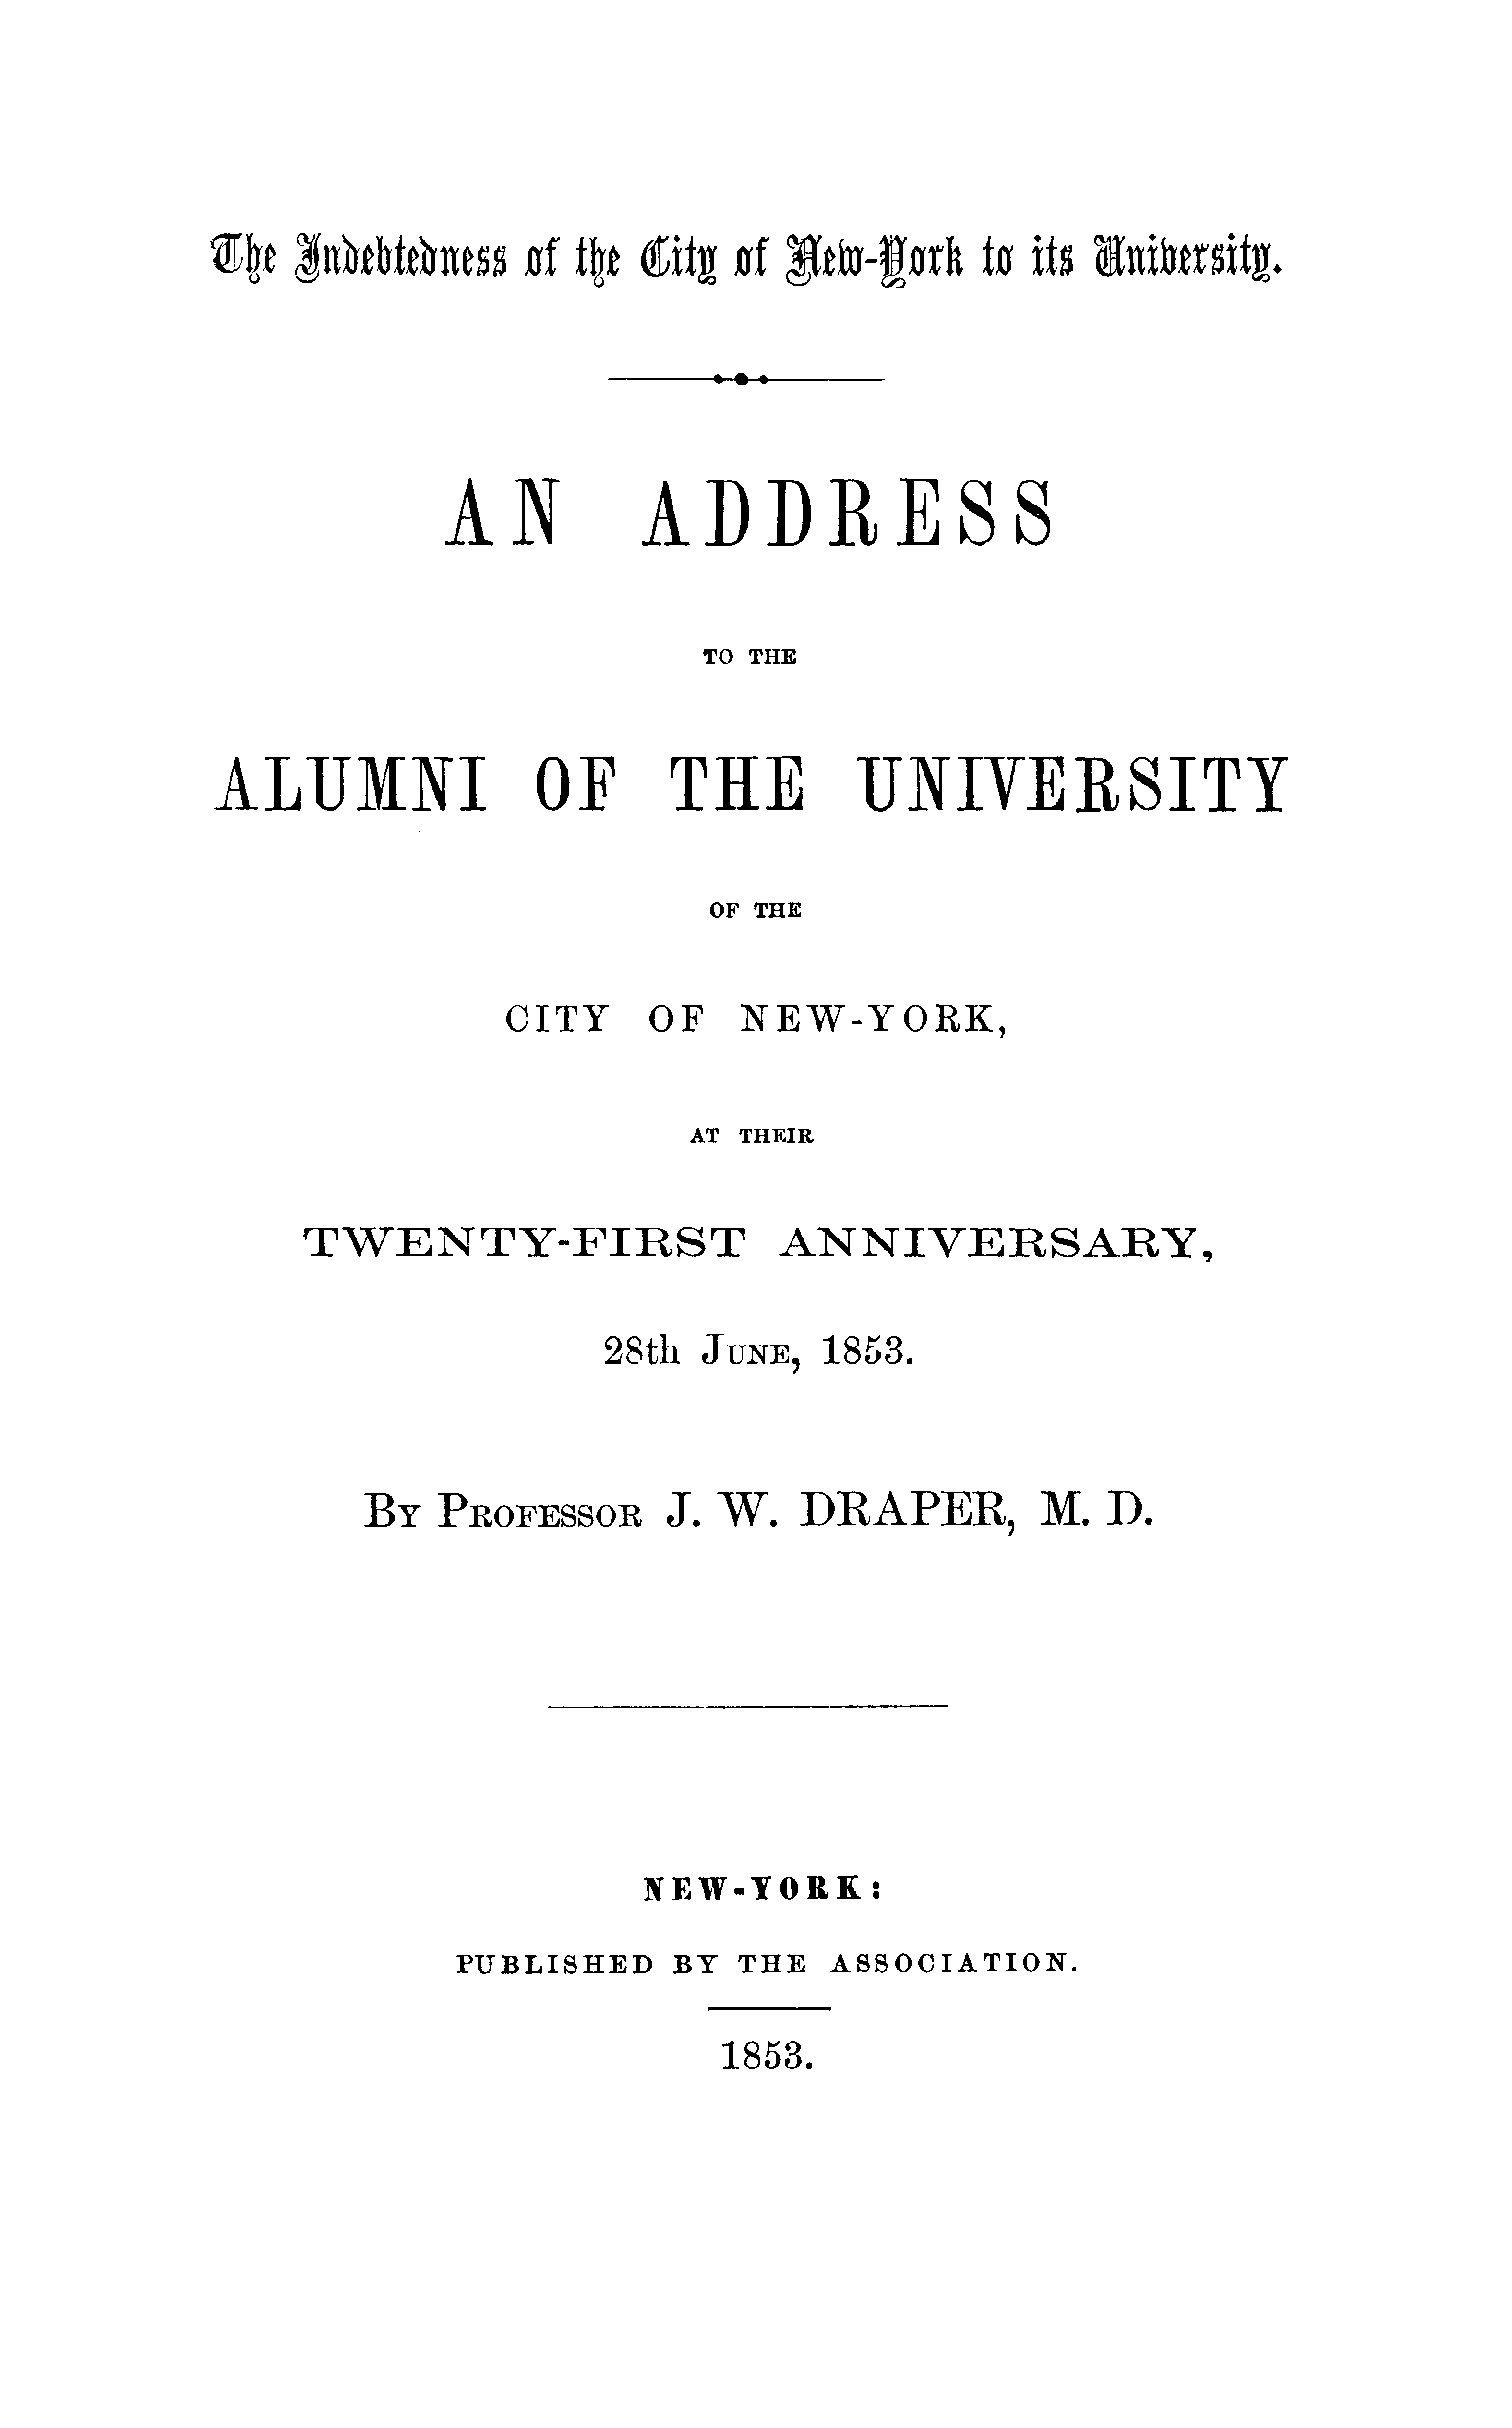 The Indebtedness of the City of New-York to its University.
AN ADDRESS
TO THE
ALUMNI OF THE UNIVERSITY
OF THE
CITY OF NEW-YORK,
AT THEIR
TWENTY-FIRST ANNIVERSARY,
28th June, 1853.
By Professor J. W. DRAPER, M. D.
NEW-YORK:
PUBLISHED BY THE ASSOCIATION.
1853.